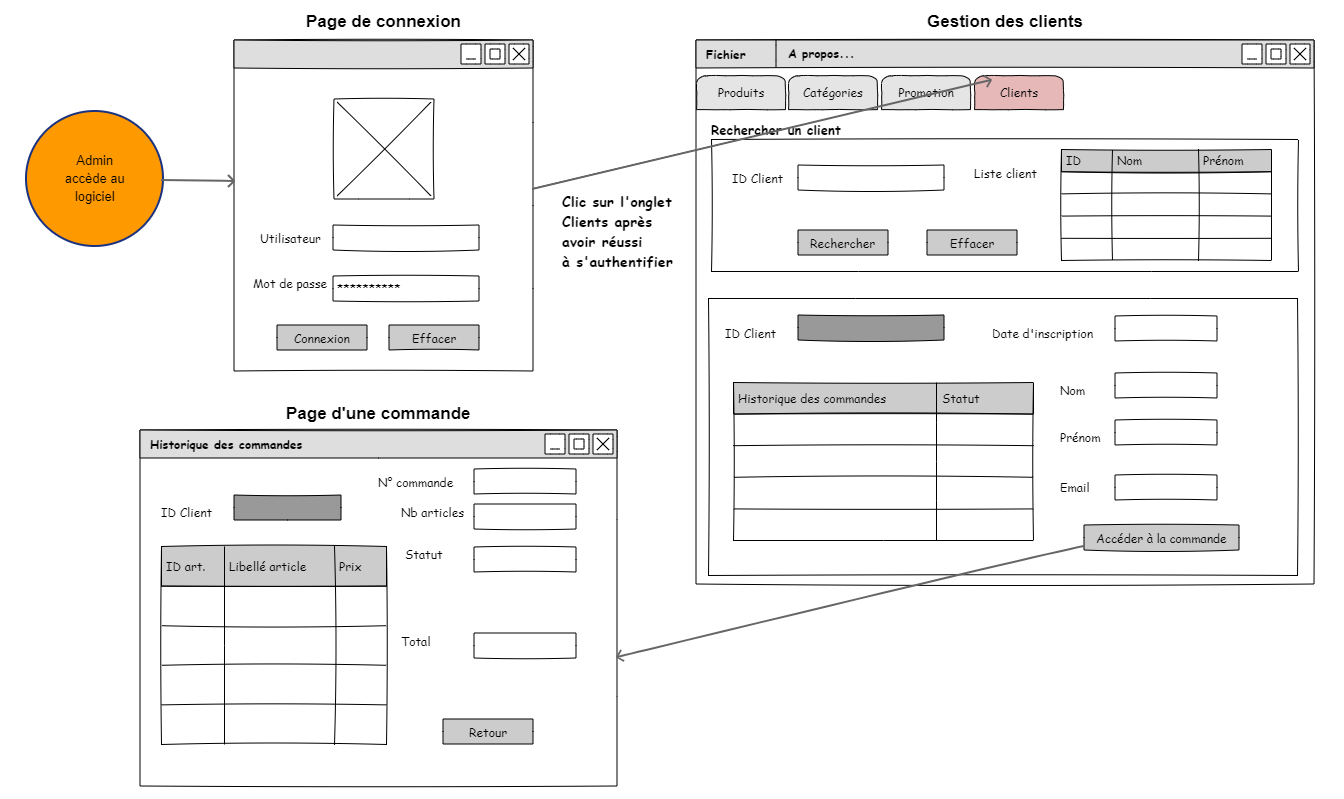 Page de connexion
Admin
accède au
logiciel
Utilisateur
Mot de passe
**********
Connexion
Effacer
Clic sur l'onglet
Clients après
avoir réussi
à s'authentifier
Gestion des clients
Fichier
A propos...
Produits
Catégories
Promotion
Clients
Rechercher un client
ID Client
Liste client
ID
Nom
Prénom
Rechercher
Effacer
ID Client
Date d'inscription
Historique des commandes
Statut
Nom
Prénom
Email
Accéder à la commande
Page d'une commande
Historique des commandes
N° commande
ID Client
Nb articles
Statut
ID art.
Libellé article
Prix
Total
Retour